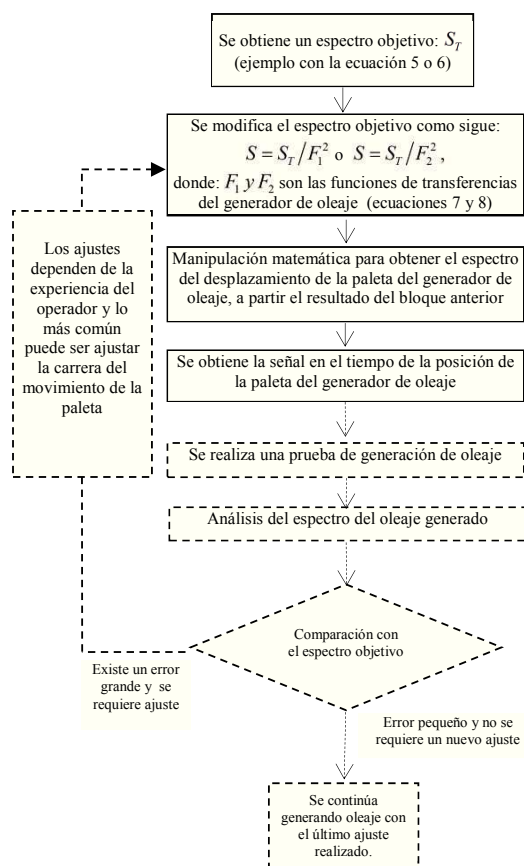 Se obtiene un espectro objetivo: S_T
(ejemplo con la ecuación 5 o 6)
Se modifica el espectro objetivo como sigue:
S = S_T/F_1^2 o S = S_T/F_2^2 ,
donde: F_1 y F_2 son las funciones de transferencias
del generador de oleaje (ecuaciones 7 y 8)
Manipulación matemática para obtener el espectro
del desplazamiento de la paleta del generador de
oleaje, a partir el resultado del bloque anterior
Se obtiene la señal en el tiempo de la posición de
la paleta del generador de oleaje
Se realiza una prueba de generación de oleaje
Análisis del espectro del oleaje generado
Comparación con
el espectro objetivo
Existe un error
grande y se
requiere ajuste
Los ajustes
dependen de la
experiencia del
operador y lo
más común
puede ser ajustar
la carrera del
movimiento de la
paleta
Error pequeño y no se
requiere un nuevo ajuste
Se continúa
generando oleaje con
el último ajuste
realizado.